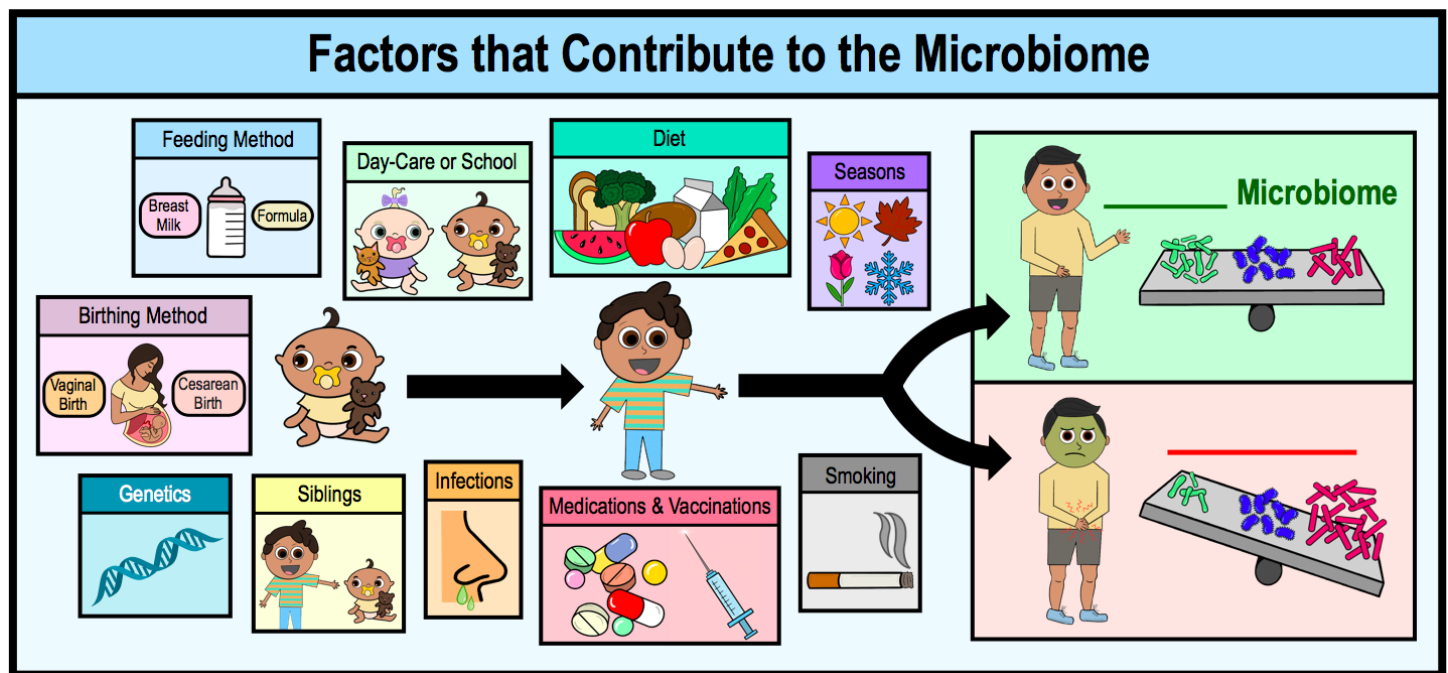 Factors that Contribute to the Microbiome
Feeding Method
Breast
Milk
Formula
Day-Care or School
Diet
Seasons
Birthing Method
Vaginal
Birth
Cesarean
Birth
Genetics
Siblings
Infections
Medications & Vaccinations
Smoking
________ Microbiome